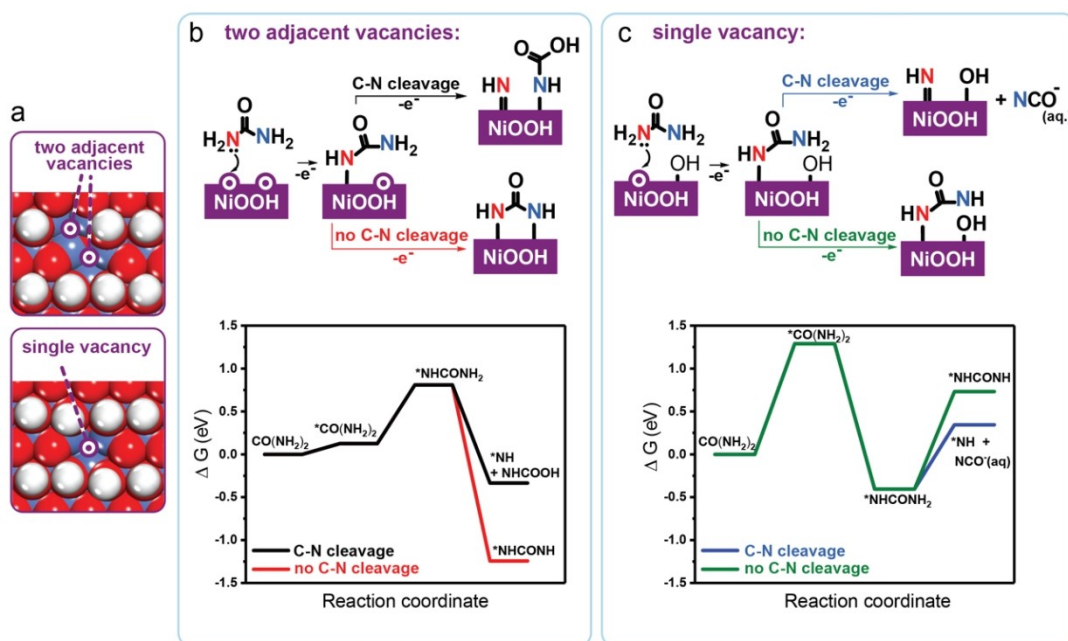 a
two adjacent
vacancies
single vacancy
b two adjacent vacancies:
H₂N
O
NH₂
NiOOH
-e⁻
O
HN
NH₂
NiOOH
C-N cleavage
-e⁻
no C-N cleavage
-e⁻
O
OH
HN
NH
NiOOH
O
HN
NH
NiOOH
1.5
1.0
0.5
0.0
-0.5
-1.0
-1.5
Δ G (eV)
CO(NH₂)₂
*CO(NH₂)₂
*NHCONH₂
*NH
+ NHCOOH
*NHCONH
C-N cleavage
no C-N cleavage
Reaction coordinate
c single vacancy:
H₂N
O
NH₂
OH
NiOOH
-e⁻
O
HN
NH₂
OH
NiOOH
C-N cleavage
-e⁻
no C-N cleavage
-e⁻
HN
OH
NiOOH
+ NCO⁻
(aq.
O
HN
NH
OH
NiOOH
1.5
1.0
0.5
0.0
-0.5
-1.0
-1.5
Δ G (eV)
CO(NH₂)₂
*CO(NH₂)₂
*NHCONH₂
*NHCONH
*NH +
NCO⁻(aq)
C-N cleavage
no C-N cleavage
Reaction coordinate